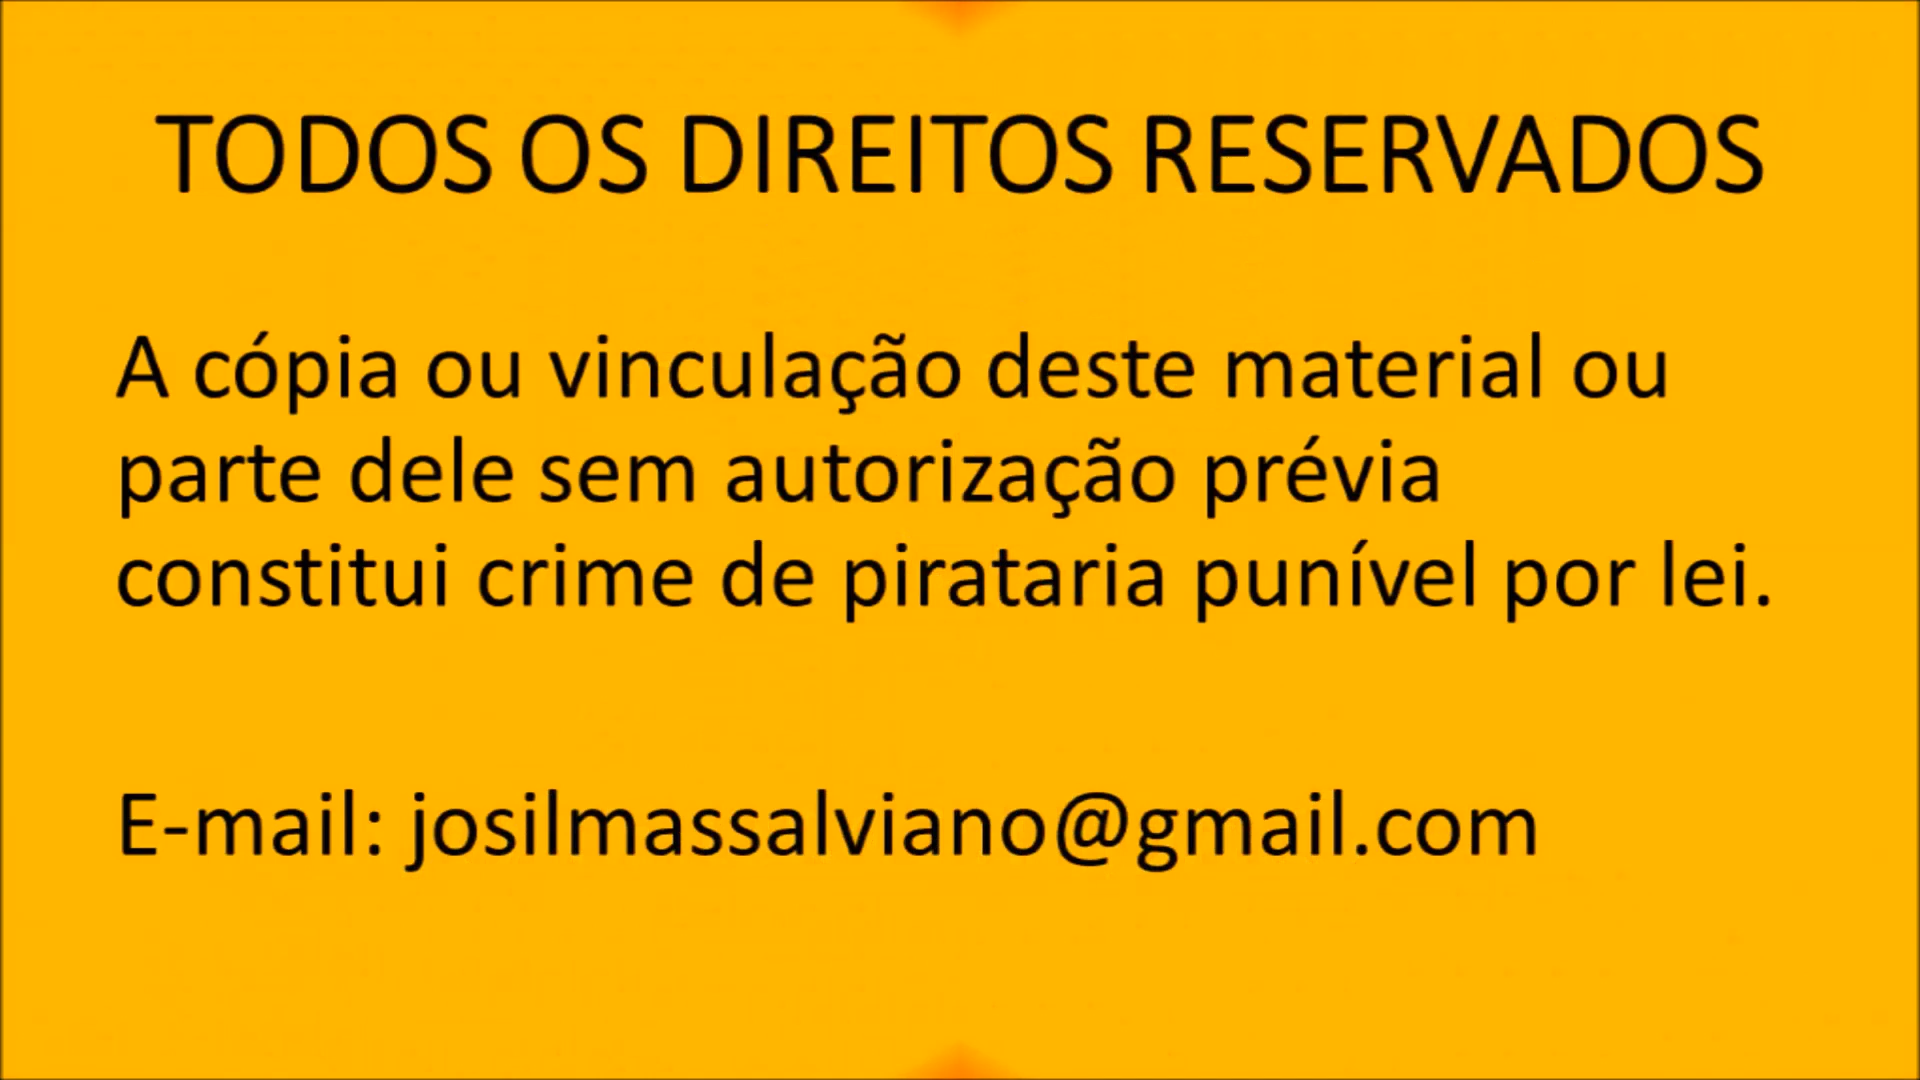 TODOS OS DIREITOS RESERVADOS
A cópia ou vinculação deste material ou
parte dele sem autorização prévia
constitui crime de pirataria punível por lei.
E-mail: josilmassalviano@gmail.com